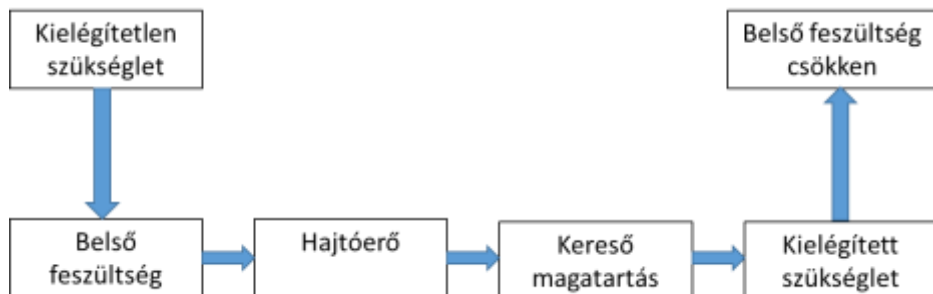 Kielégítetlen
szükséglet
Belső feszültség
csökken
Belső
feszültség
Hajtóerő
Kereső
magatartás
Kielégített
szükséglet